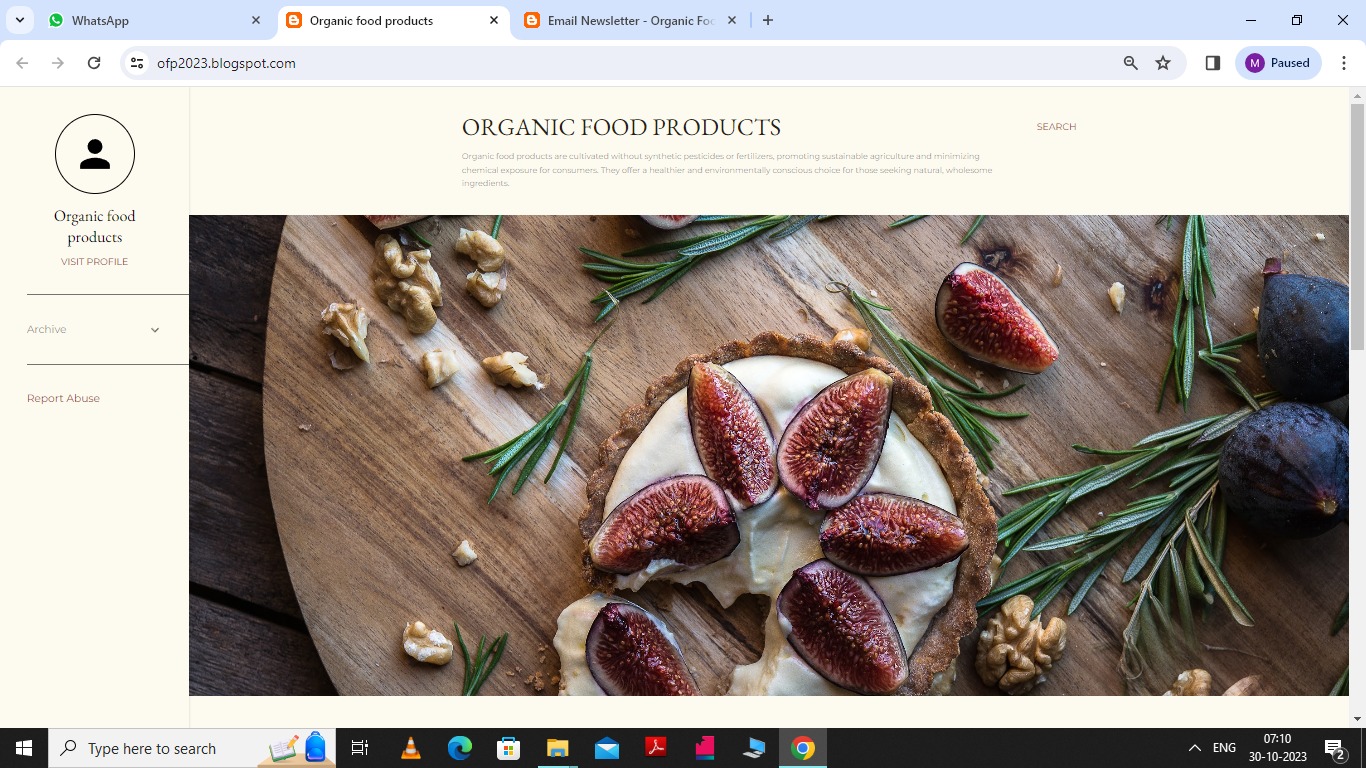 WhatsApp
Organic food products
Email Newsletter - Organic Foo
ofp2023.blogspot.com
M Paused
Organic food
products
VISIT PROFILE
Archive
Report Abuse
ORGANIC FOOD PRODUCTS
SEARCH
Organic food products are cultivated without synthetic pesticides or fertilizers, promoting sustainable agriculture and minimizing
chemical exposure for consumers. They offer a healthier and environmentally conscious choice for those seeking natural, wholesome
ingredients.
Type here to search
ENG
07:10
30-10-2023
2